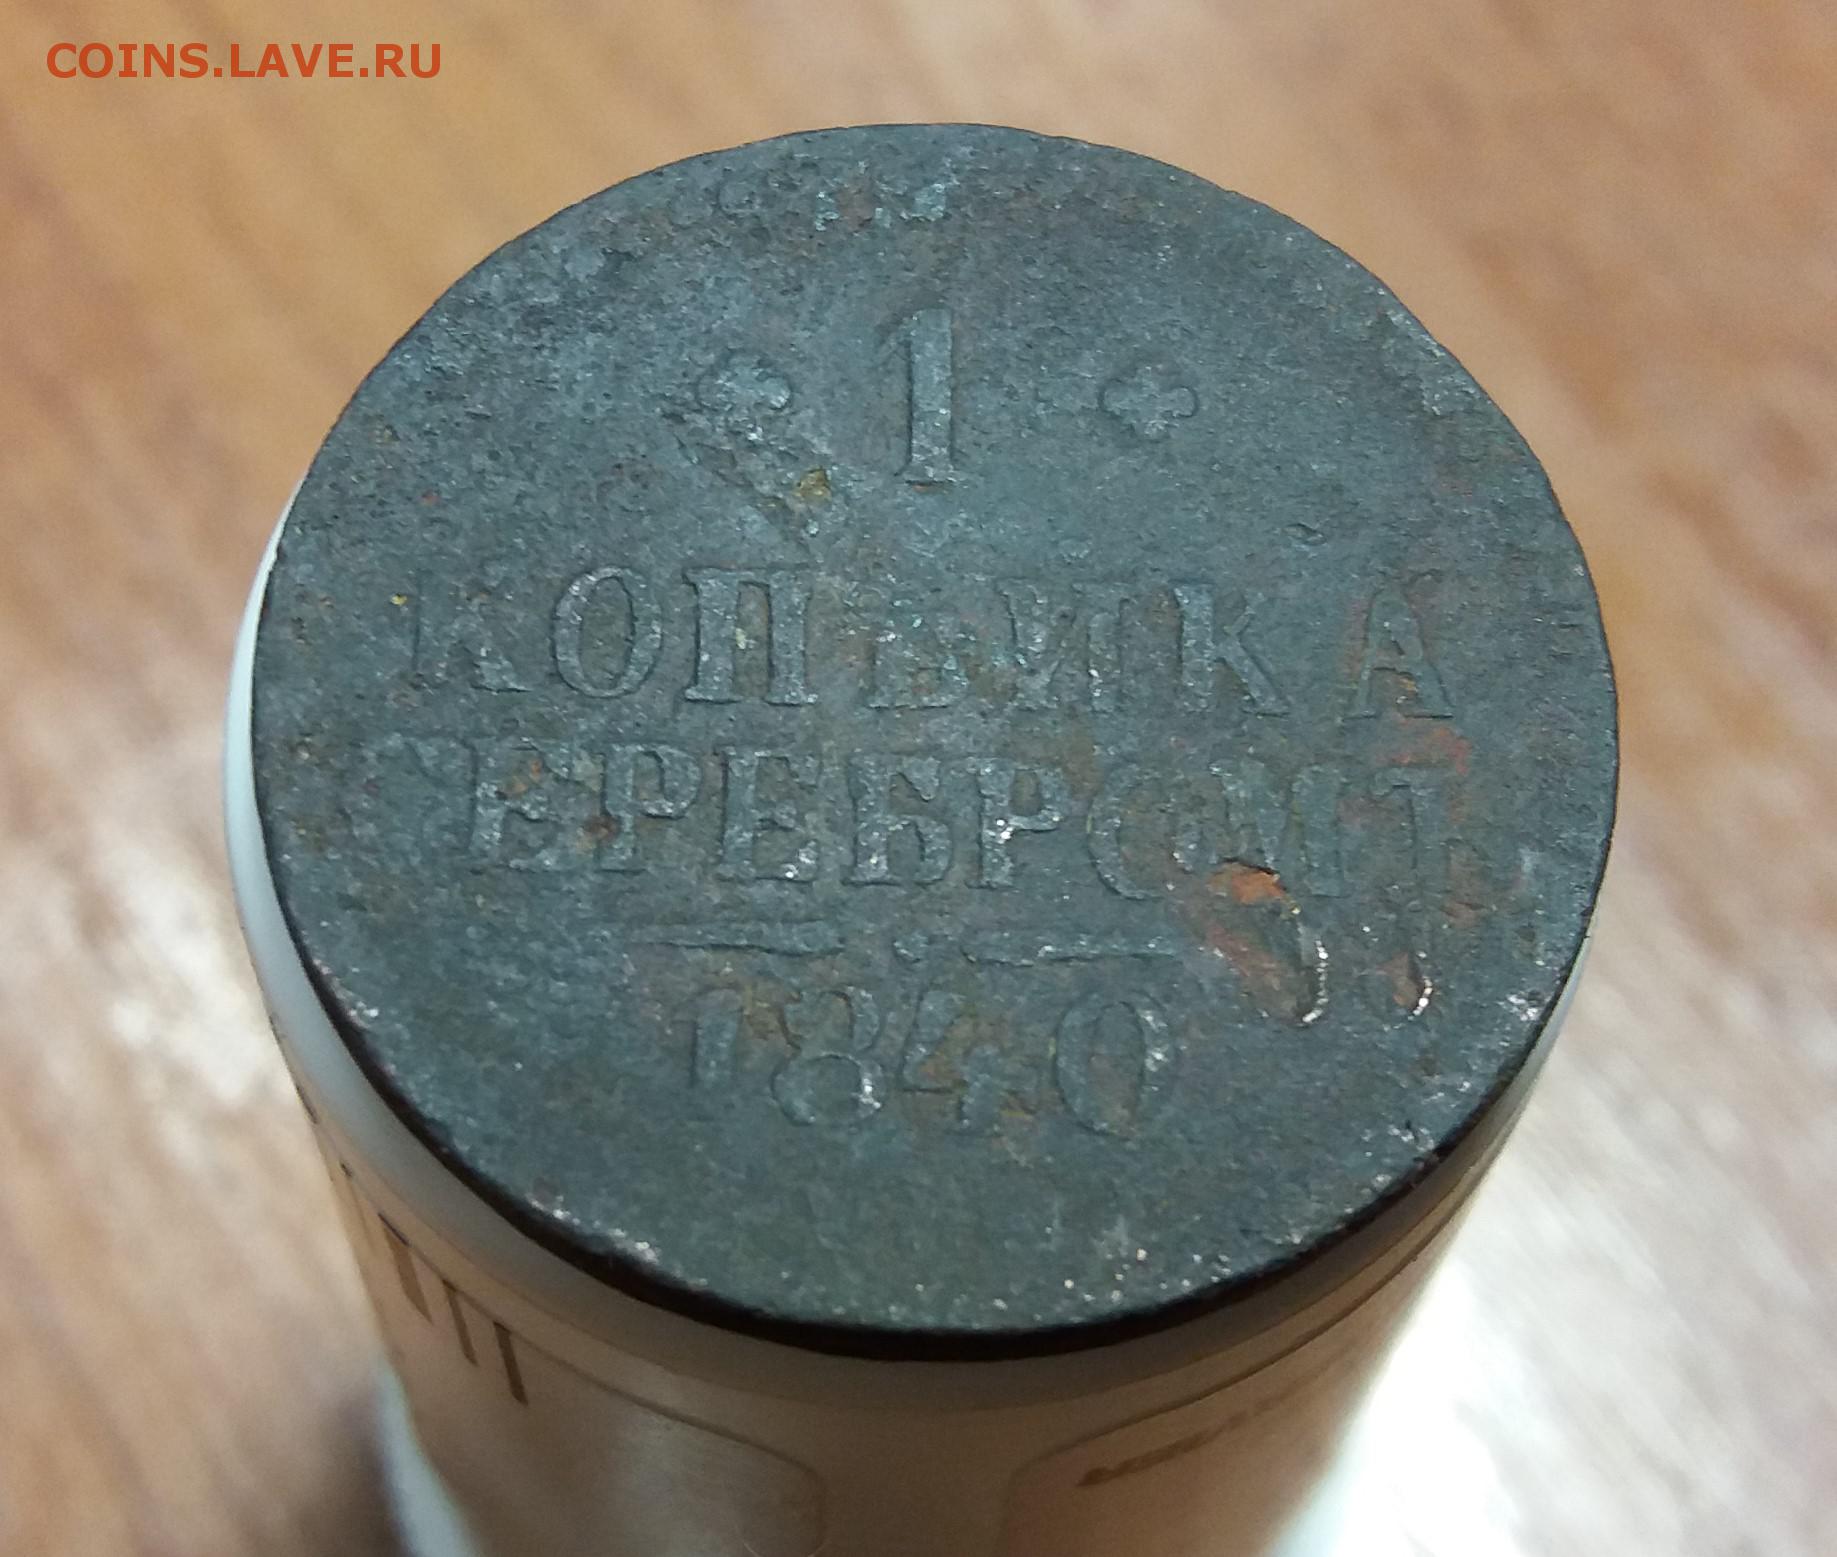 COINS.LAVE.RU
1
КОПѢЙКА
СЕРЕБРОМЪ
1840